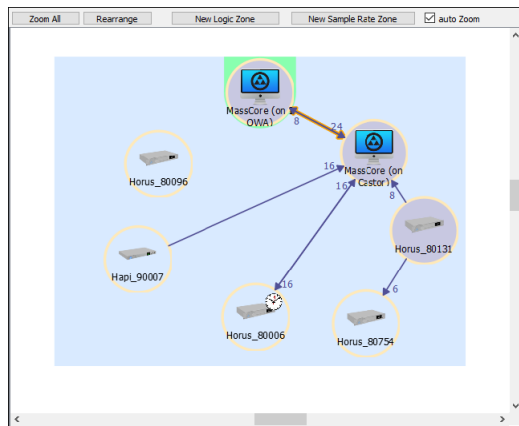 Zoom All Rearrange New Logic Zone New Sample Rate Zone auto Zoom
MassCore (on
OWA)
8
24
MassCore (on
Castor)
16
16
8
Horus_80096
Horus_80131
Hapi_90007
16
6
Horus_80006
Horus_80754